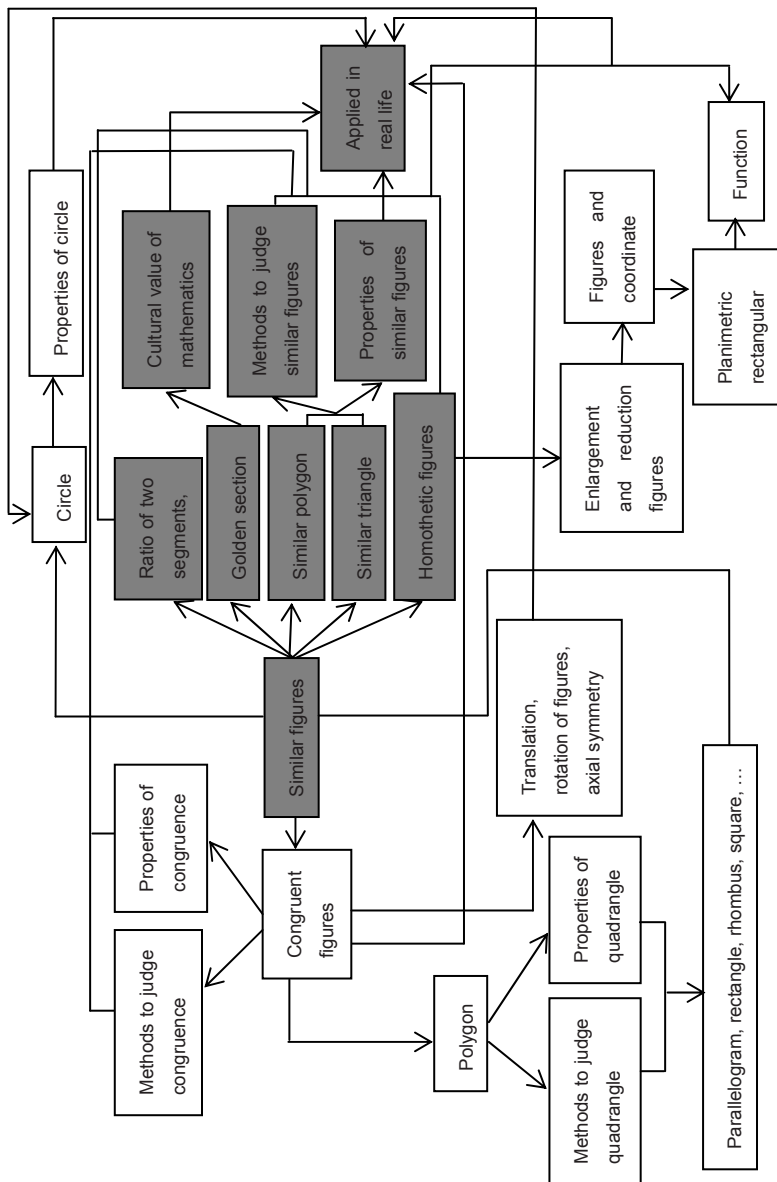 Methods to judge
congruence
Properties of
congruence
Circle
Properties of circle
Congruent
figures
Similar figures
Ratio of two
segments,
Golden section
Similar polygon
Similar triangle
Homothetic figures
Cultural value of
mathematics
Methods to judge
similar figures
Properties of
similar figures
Applied in
real life
Polygon
Methods to judge
quadrangle
Properties of
quadrangle
Translation,
rotation of figures,
axial symmetry
Enlargement
and reduction
figures
Figures and
coordinate
Planimetric
rectangular
Function
Parallelogram, rectangle, rhombus, square, …